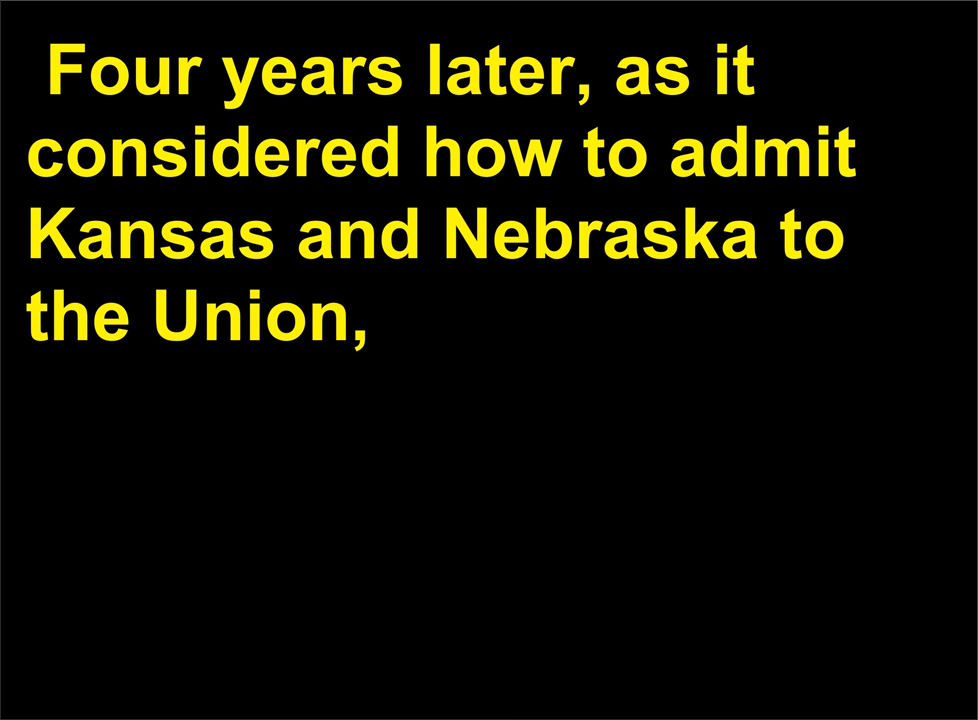 Four years later, as it
considered how to admit
Kansas and Nebraska to
the Union,